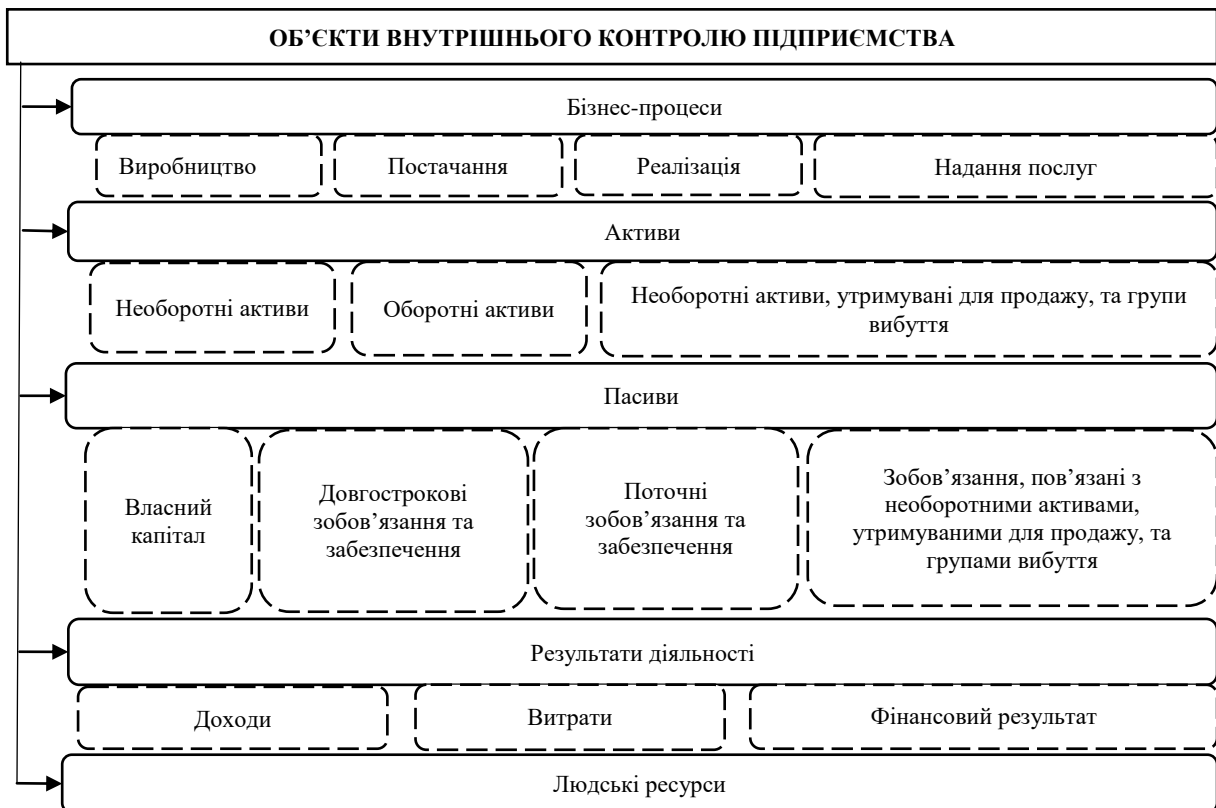 ОБ’ЄКТИ ВНУТРІШНЬОГО КОНТРОЛЮ ПІДПРИЄМСТВА
Бізнес-процеси
Виробництво
Постачання
Реалізація
Надання послуг
Активи
Необоротні активи
Оборотні активи
Необоротні активи, утримувані для продажу, та групи
вибуття
Пасиви
Власний
капітал
Довгострокові
зобов’язання та
забезпечення
Поточні
зобов’язання та
забезпечення
Зобов’язання, пов’язані з
необоротними активами,
утримуваними для продажу, та
групами вибуття
Результати діяльності
Доходи
Витрати
Фінансовий результат
Людські ресурси